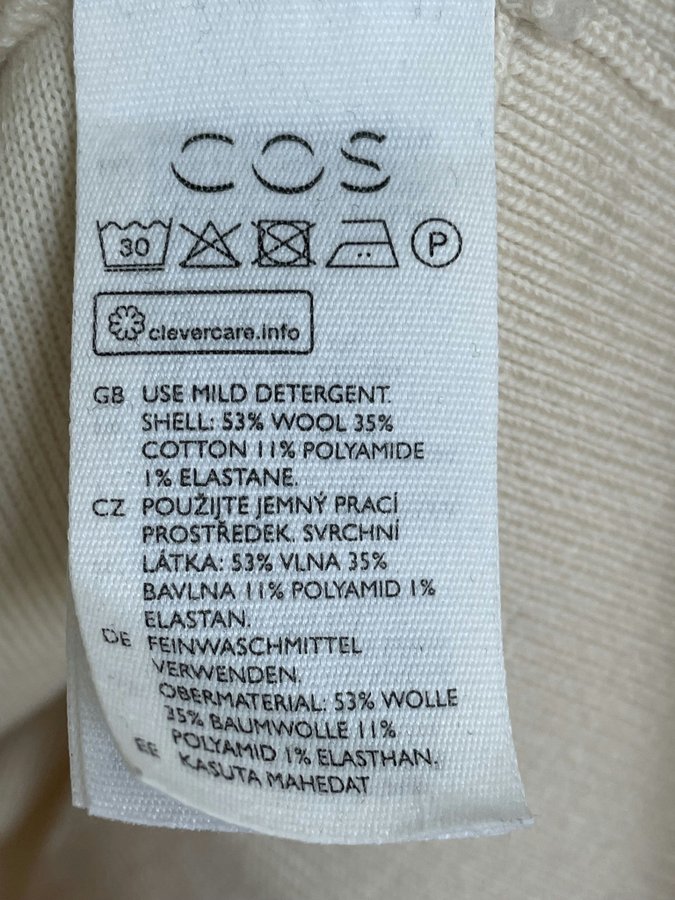 COS
30 P
clevercare.info
GB USE MILD DETERGENT.
SHELL: 53% WOOL 35%
COTTON 11% POLYAMIDE
1% ELASTANE.
CZ POUŽIJTE JEMNÝ PRACÍ
PROSTŘEDEK. SVRCHNÍ
LÁTKA: 53% VLNA 35%
BAVLNA 11% POLYAMID 1%
ELASTAN.
DE FEINWASCHMITTEL
VERWENDEN.
OBERMATERIAL: 53% WOLLE
35% BAUMWOLLE 11%
POLYAMID 1% ELASTHAN.
EE KASUTA MAHEDAT